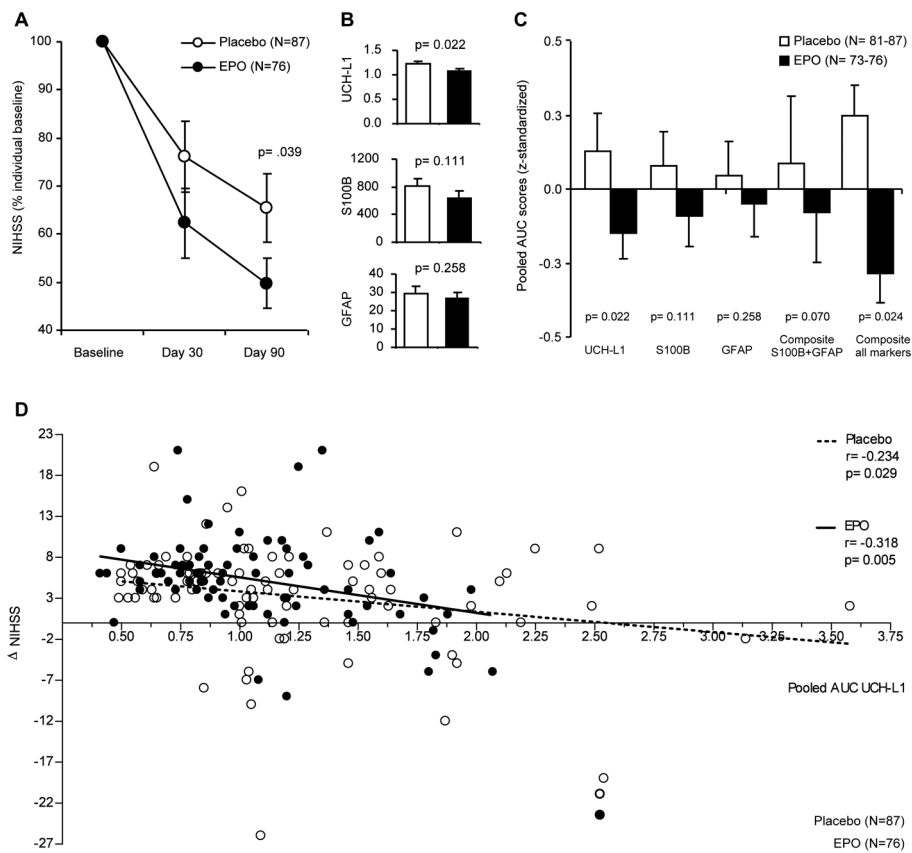 A
NIHSS (% individual baseline)
100
90
80
70
60
50
40
Placebo (N=87)
EPO (N=76)
p= .039
Baseline
Day 30
Day 90
B
UCH-L1
p= 0.022
1.5
1.0
0.5
0.0
S100B
p= 0.111
1200
800
400
0
GFAP
p= 0.258
40
30
20
10
0
C
Pooled AUC scores (z-standardized)
0.5
0.3
0.0
-0.3
-0.5
Placebo (N= 81-87)
EPO (N= 73-76)
p= 0.022
p= 0.111
p= 0.258
p= 0.070
p= 0.024
UCH-L1
S100B
GFAP
Composite
S100B+GFAP
Composite
all markers
D
Δ NIHSS
23
18
13
8
3
-2
-7
-12
-17
-22
-27
Placebo
r= -0.234
p= 0.029
EPO
r= -0.318
p= 0.005
0.50
0.75
1.00
1.25
1.50
1.75
2.00
2.25
2.50
2.75
3.00
3.25
3.50
3.75
Pooled AUC UCH-L1
Placebo (N=87)
EPO (N=76)